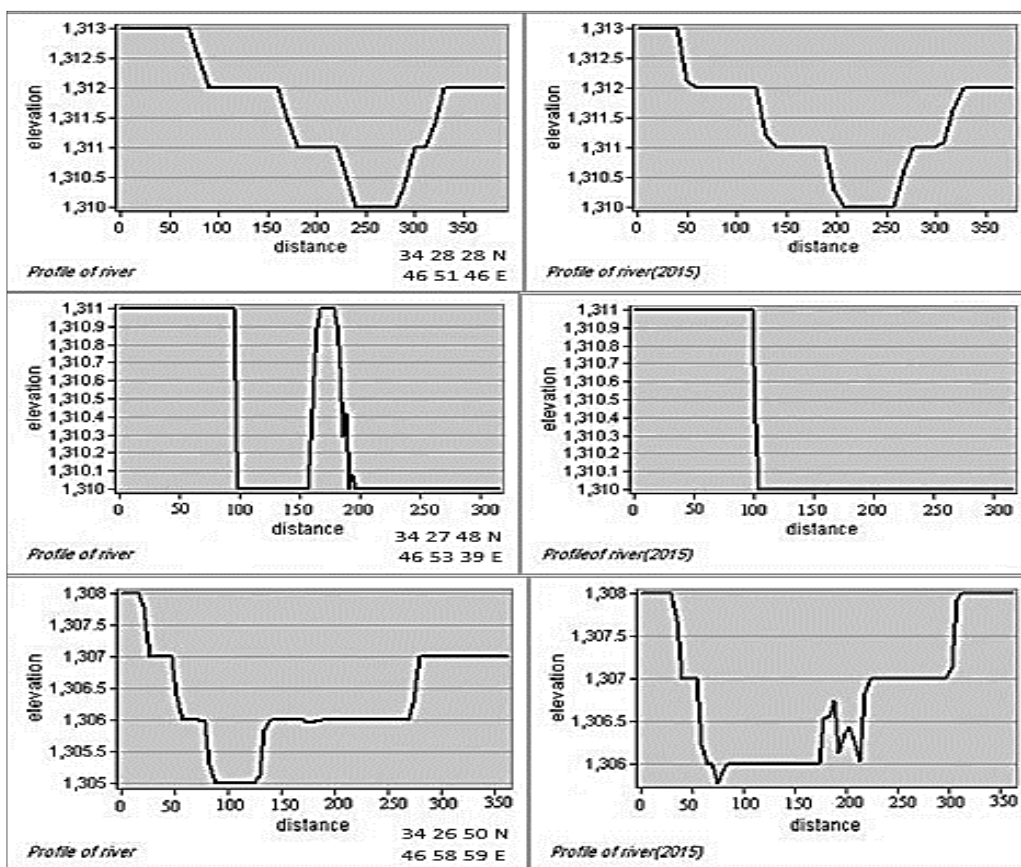 1,313
1,312.5
1,312
1,311.5
1,311
1,310.5
1,310
elevation
0 50 100 150 200 250 300 350
distance
Profile of river
34 28 28 N
46 51 46 E
1,313
1,312.5
1,312
1,311.5
1,311
1,310.5
1,310
elevation
0 50 100 150 200 250 300 350
distance
Profile of river(2015)
1,311
1,310.9
1,310.8
1,310.7
1,310.6
1,310.5
1,310.4
1,310.3
1,310.2
1,310.1
1,310
elevation
0 50 100 150 200 250 300
distance
Profile of river
34 27 48 N
46 53 39 E
1,311
1,310.9
1,310.8
1,310.7
1,310.6
1,310.5
1,310.4
1,310.3
1,310.2
1,310.1
1,310
elevation
0 50 100 150 200 250 300
distance
Profileof river(2015)
1,308
1,307.5
1,307
1,306.5
1,306
1,305.5
1,305
elevation
0 50 100 150 200 250 300 350
distance
Profile of river
34 26 50 N
46 58 59 E
1,308
1,307.5
1,307
1,306.5
1,306
elevation
0 50 100 150 200 250 300 350
distance
Profile of river(2015)